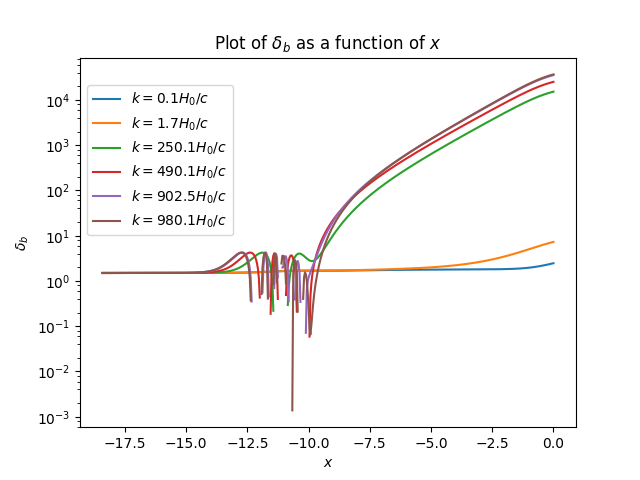 Plot of δ_b as a function of x
10⁴
10³
10²
10¹
10⁰
10⁻¹
10⁻²
10⁻³
δ_b
k = 0.1H₀/c
k = 1.7H₀/c
k = 250.1H₀/c
k = 490.1H₀/c
k = 902.5H₀/c
k = 980.1H₀/c
−17.5 −15.0 −12.5 −10.0 −7.5 −5.0 −2.5 0.0
x